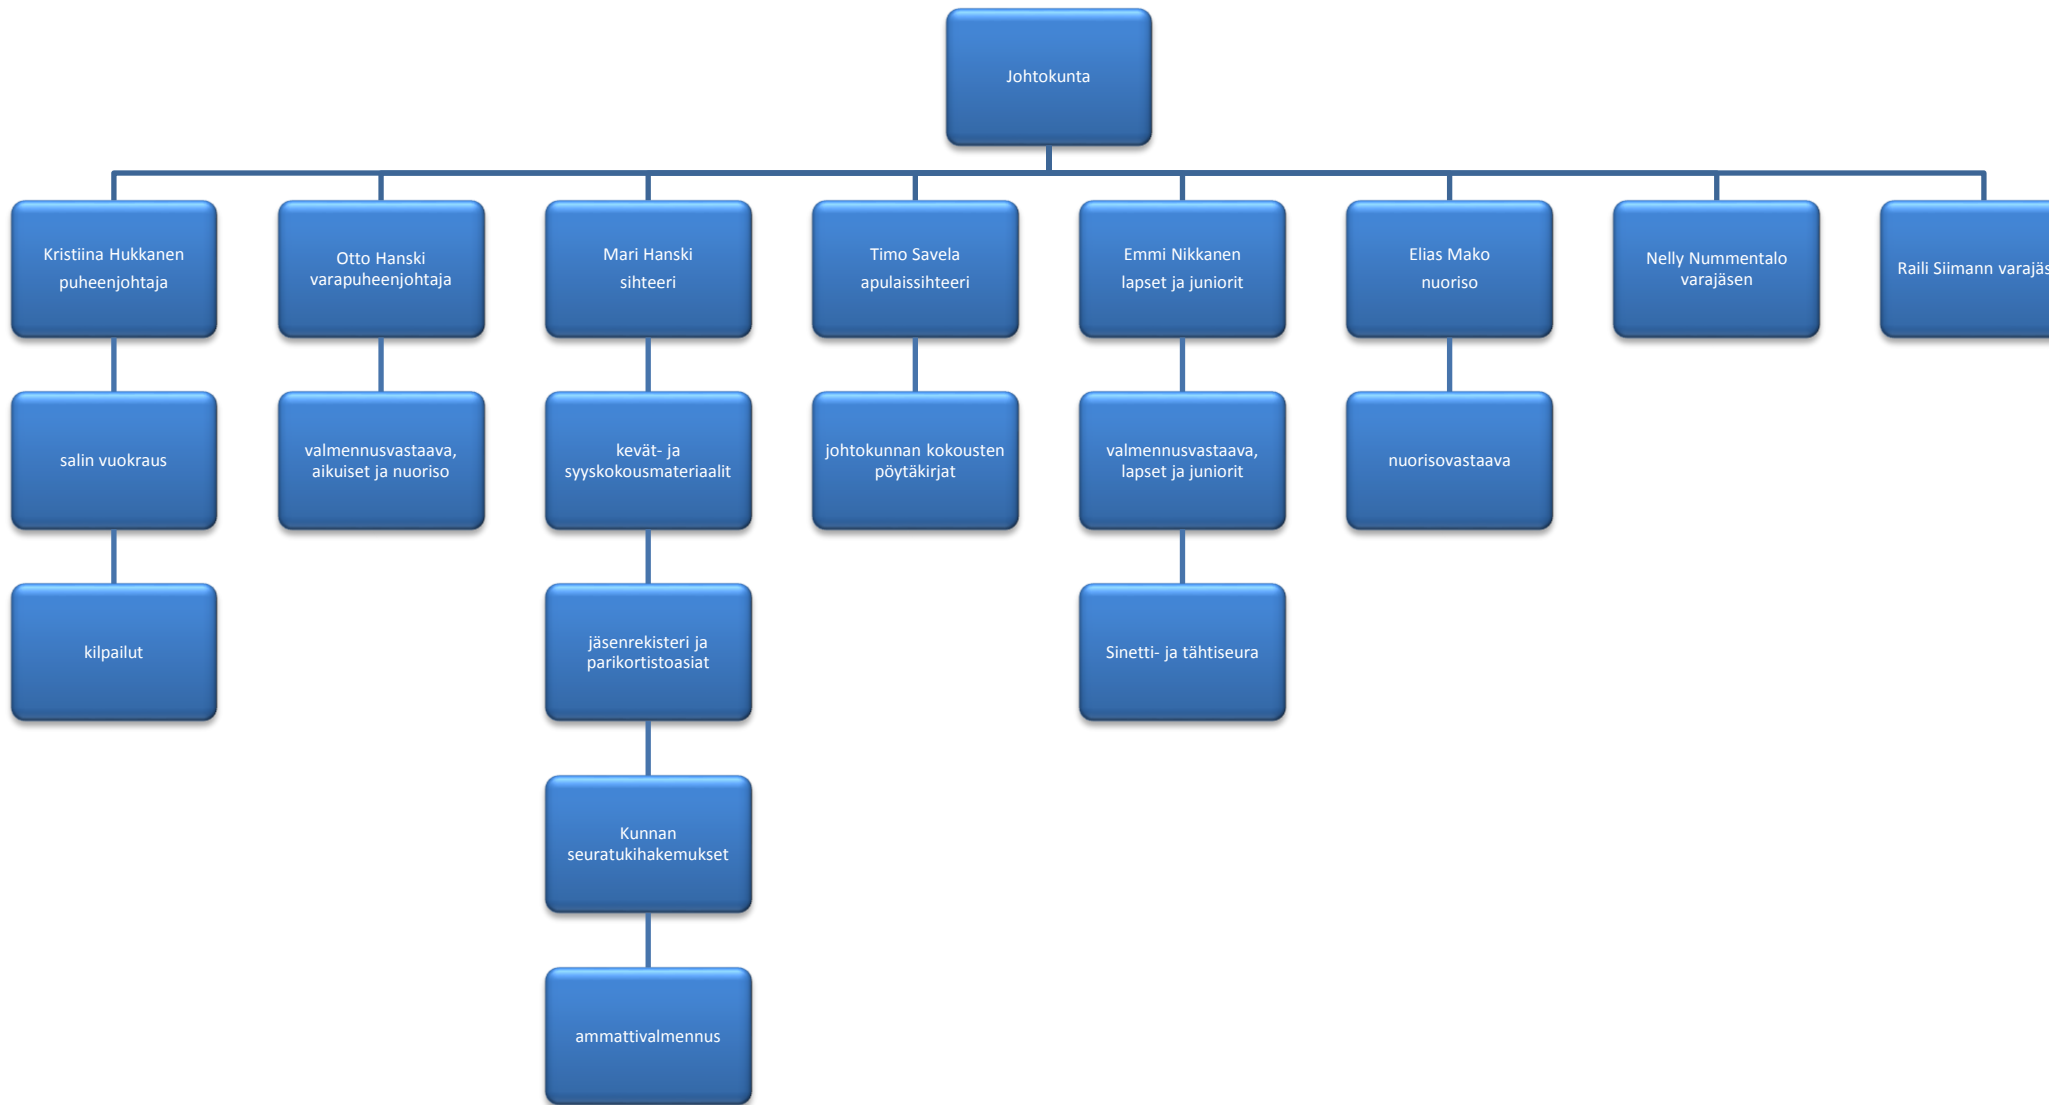 Johtokunta
Kristiina Hukkanen
puheenjohtaja
Otto Hanski
varapuheenjohtaja
Mari Hanski
sihteeri
Timo Savela
apulaissihteeri
Emmi Nikkanen
lapset ja juniorit
Elias Mako
nuoriso
Nelly Nummentalo
varajäsen
Raili Siimann
salin vuokraus
valmennusvastaava,
aikuiset ja nuoriso
kevät- ja
syyskokousmateriaalit
johtokunnan kokousten
pöytäkirjat
valmennusvastaava,
lapset ja juniorit
nuorisovastaava
kilpailut
jäsenrekisteri ja
parikortistoasiat
Sinetti- ja tähtiseura
Kunnan
seuratukihakemukset
ammattivalmennus